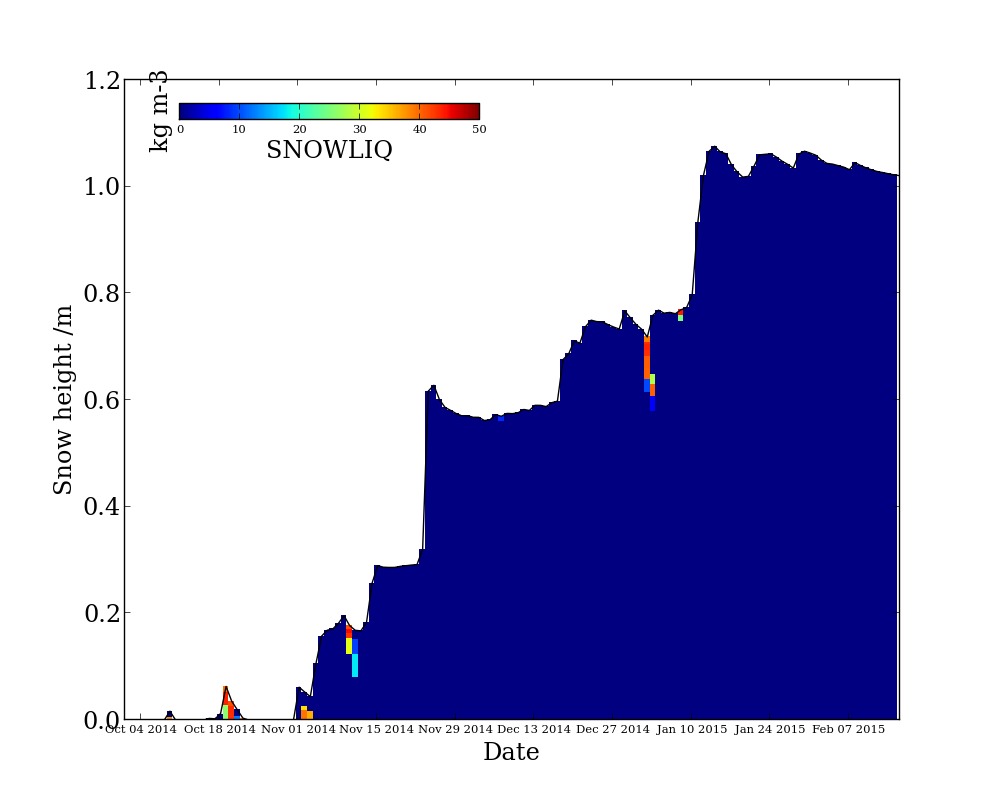 1.2
kg m-3
0 10 20 30 40 50
SNOWLIQ
1.0
0.8
Snow height /m
0.6
0.4
0.2
0.0
Oct 04 2014 Oct 18 2014 Nov 01 2014 Nov 15 2014 Nov 29 2014 Dec 13 2014 Dec 27 2014 Jan 10 2015 Jan 24 2015 Feb 07 2015
Date